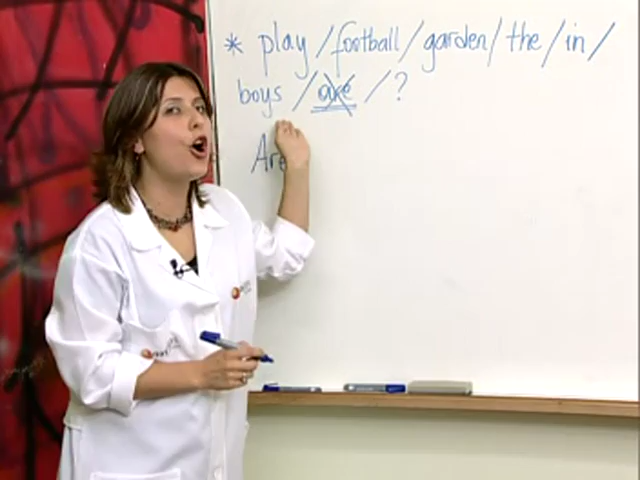 * play / football / garden / the / in /
boys / are / ?
Are